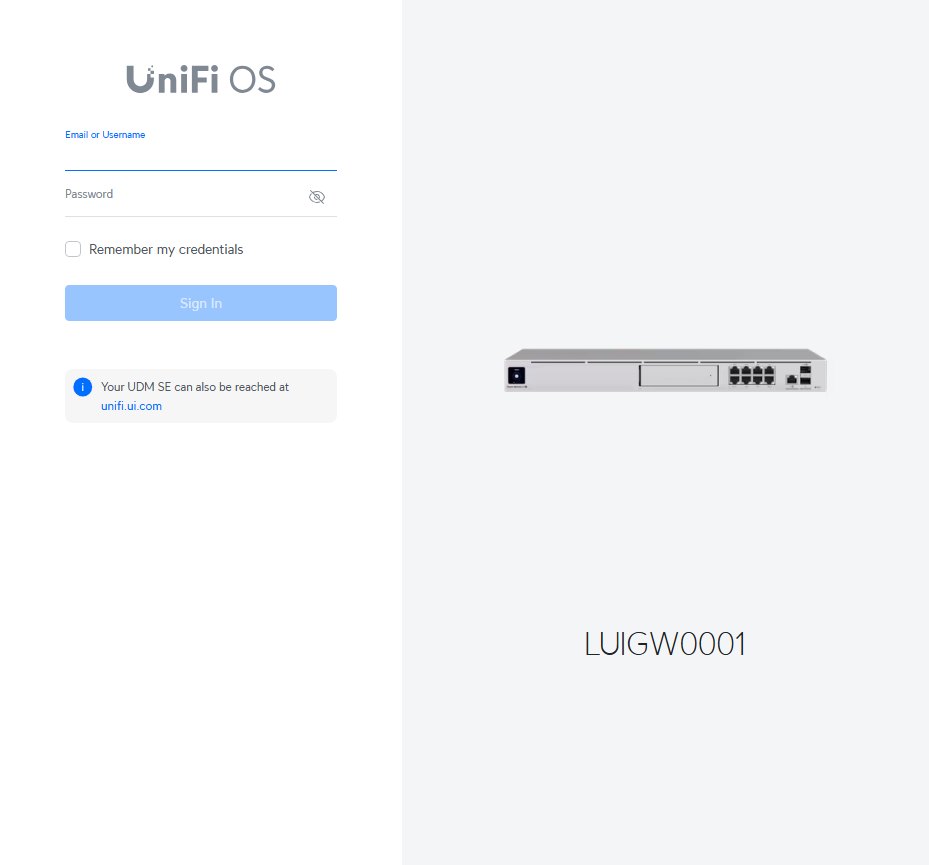 UniFi OS
Email or Username
Password
Remember my credentials
Sign In
Your UDM SE can also be reached at
unifi.ui.com
LUIGW0001